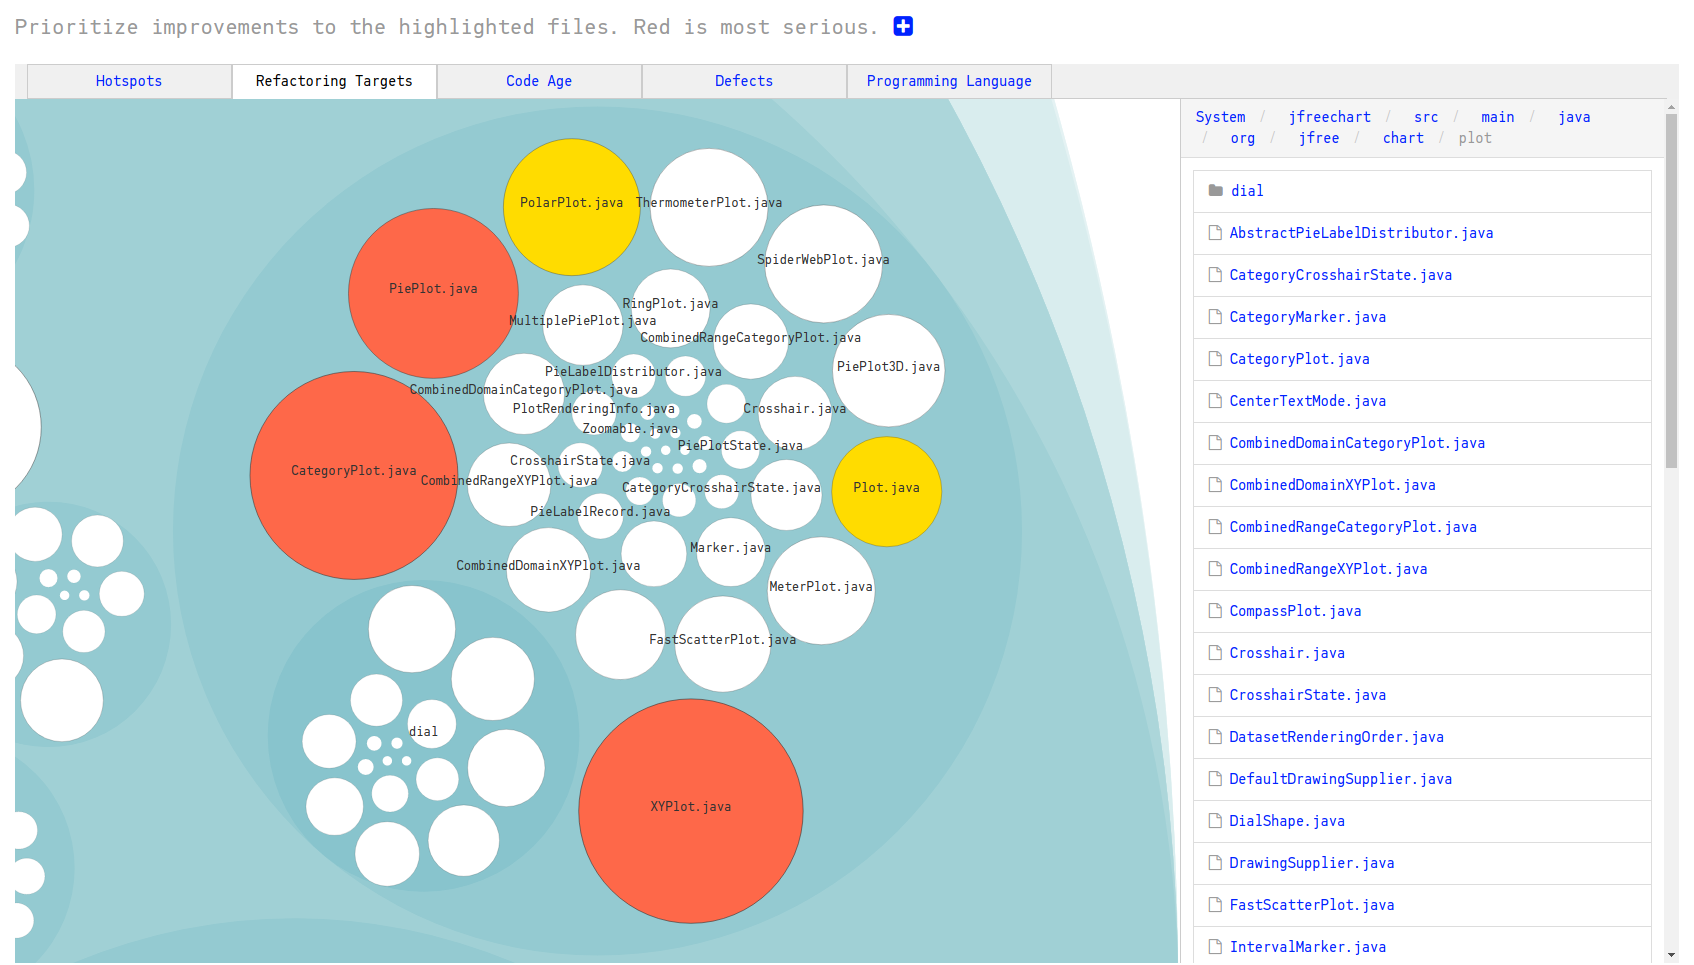 Prioritize improvements to the highlighted files. Red is most serious.
Hotspots
Refactoring Targets
Code Age
Defects
Programming Language
PolarPlot.java
ThermometerPlot.java
SpiderWebPlot.java
PiePlot.java
RingPlot.java
MultiplePiePlot.java
CombinedRangeCategoryPlot.java
PiePlot3D.java
PieLabelDistributor.java
CombinedDomainCategoryPlot.java
PlotRenderingInfo.java
Crosshair.java
Zoomable.java
PiePlotState.java
CrosshairState.java
CategoryPlot.java
CombinedRangeXYPlot.java
CategoryCrosshairState.java
Plot.java
PieLabelRecord.java
Marker.java
CombinedDomainXYPlot.java
MeterPlot.java
FastScatterPlot.java
dial
XYPlot.java
System / jfreechart / src / main / java
/ org / jfree / chart / plot
dial
AbstractPieLabelDistributor.java
CategoryCrosshairState.java
CategoryMarker.java
CategoryPlot.java
CenterTextMode.java
CombinedDomainCategoryPlot.java
CombinedDomainXYPlot.java
CombinedRangeCategoryPlot.java
CombinedRangeXYPlot.java
CompassPlot.java
Crosshair.java
CrosshairState.java
DatasetRenderingOrder.java
DefaultDrawingSupplier.java
DialShape.java
DrawingSupplier.java
FastScatterPlot.java
IntervalMarker.java